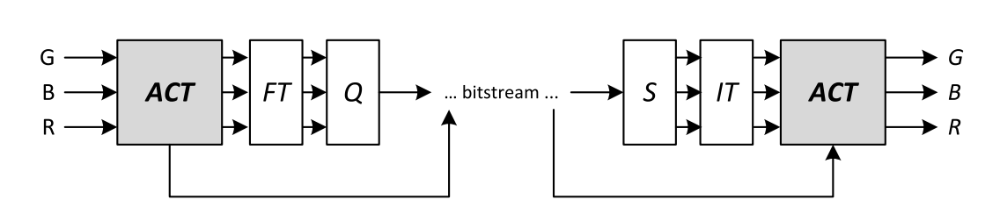 G
B
R
ACT
FT
Q
... bitstream ...
S
IT
ACT
G
B
R